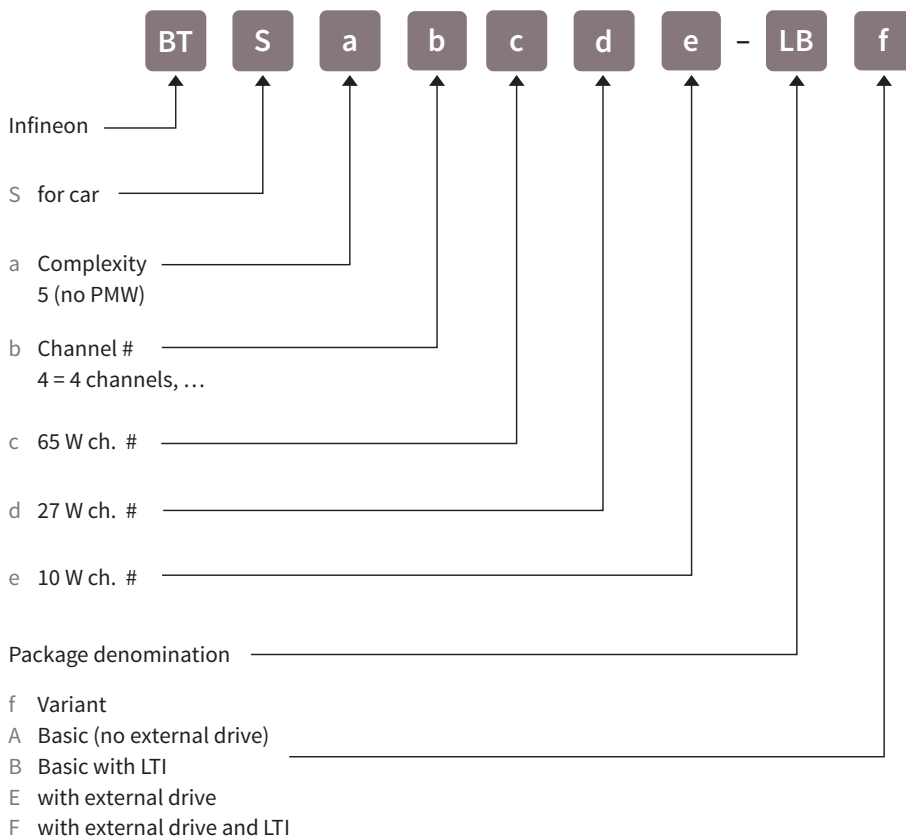 BT S a b c d e – LB f
Infineon
S for car
a Complexity
5 (no PMW)
b Channel #
4 = 4 channels, …
c 65 W ch. #
d 27 W ch. #
e 10 W ch. #
Package denomination
f Variant
A Basic (no external drive)
B Basic with LTI
E with external drive
F with external drive and LTI